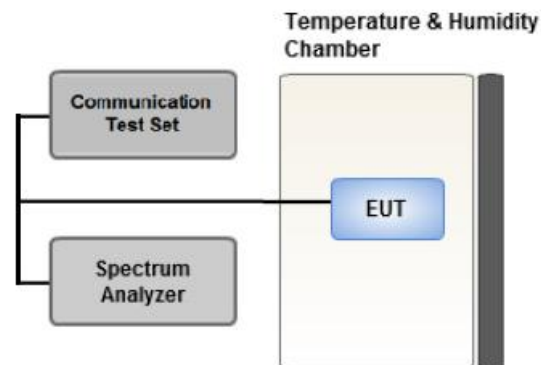 Temperature & Humidity
Chamber
Communication
Test Set
EUT
Spectrum
Analyzer